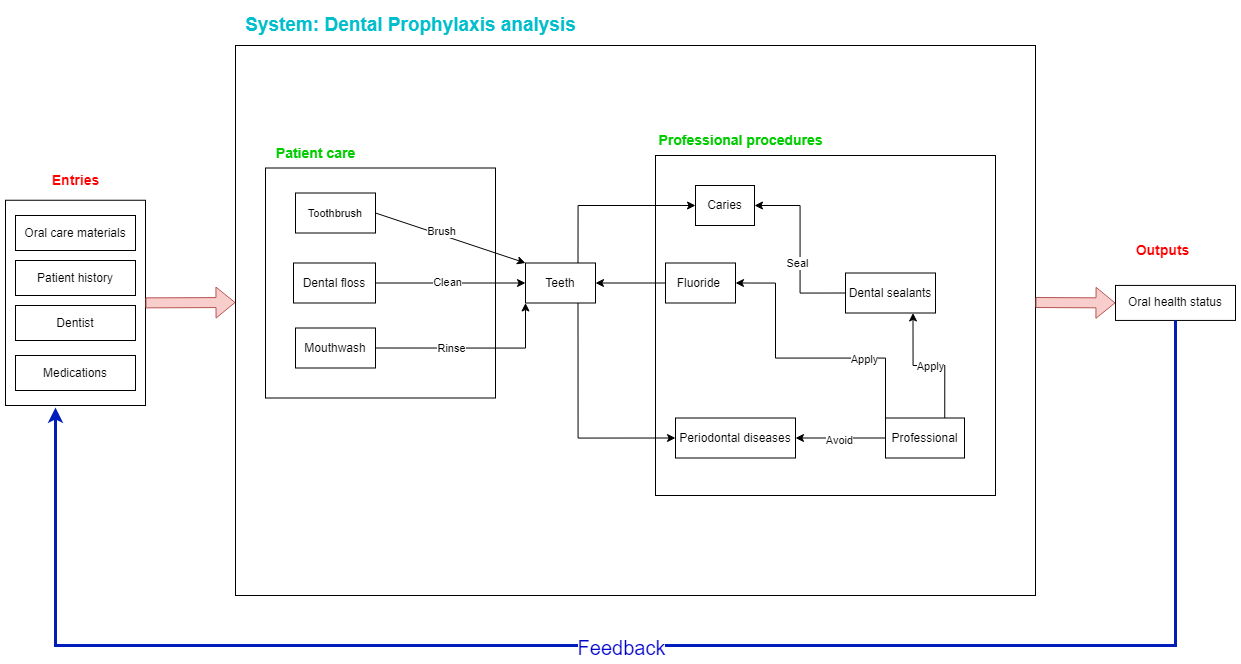 System: Dental Prophylaxis analysis
Entries
Oral care materials
Patient history
Dentist
Medications
Patient care
Toothbrush
Brush
Dental floss
Clean
Mouthwash
Rinse
Teeth
Professional procedures
Caries
Seal
Fluoride
Dental sealants
Apply
Apply
Periodontal diseases
Avoid
Professional
Outputs
Oral health status
Feedback